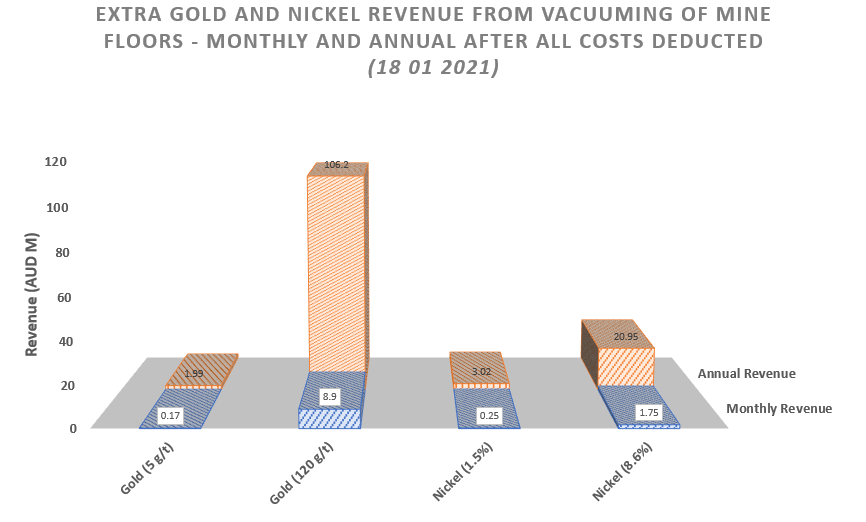 EXTRA GOLD AND NICKEL REVENUE FROM VACUUMING OF MINE
FLOORS - MONTHLY AND ANNUAL AFTER ALL COSTS DEDUCTED
(18 01 2021)
120
100
80
60
40
20
0
Revenue (AUD M)
106.2
1.99
3.02
20.95
0.17
8.9
0.25
1.75
Annual Revenue
Monthly Revenue
Gold (5 g/t)
Gold (120 g/t)
Nickel (1.5%)
Nickel (8.6%)